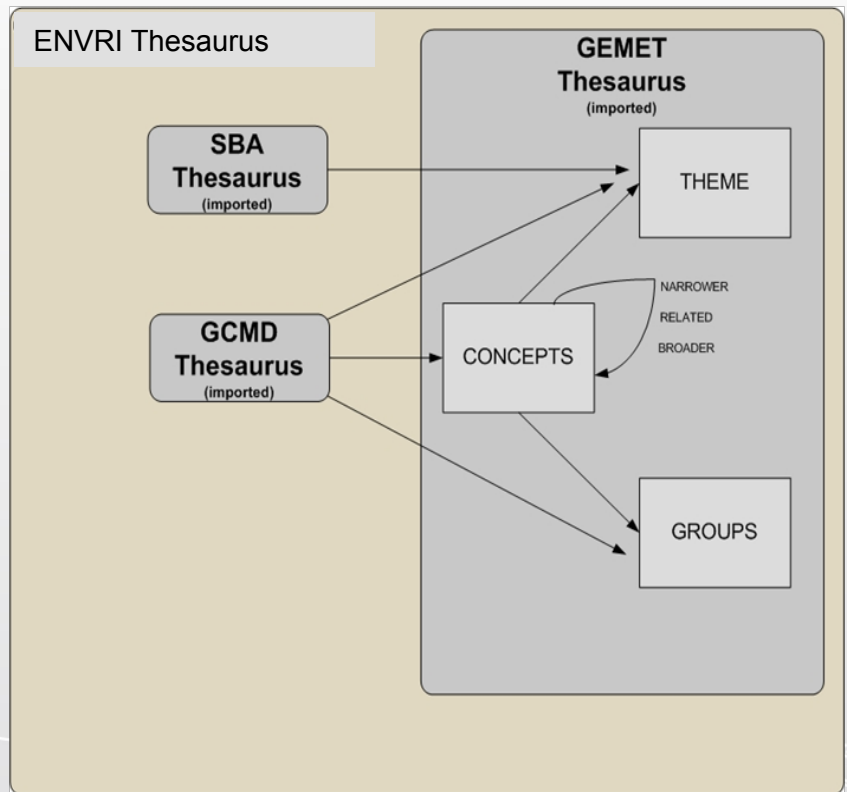 ENVRI Thesaurus
GEMET
Thesaurus
(imported)
SBA
Thesaurus
(imported)
THEME
NARROWER
RELATED
BROADER
GCMD
Thesaurus
(imported)
CONCEPTS
GROUPS